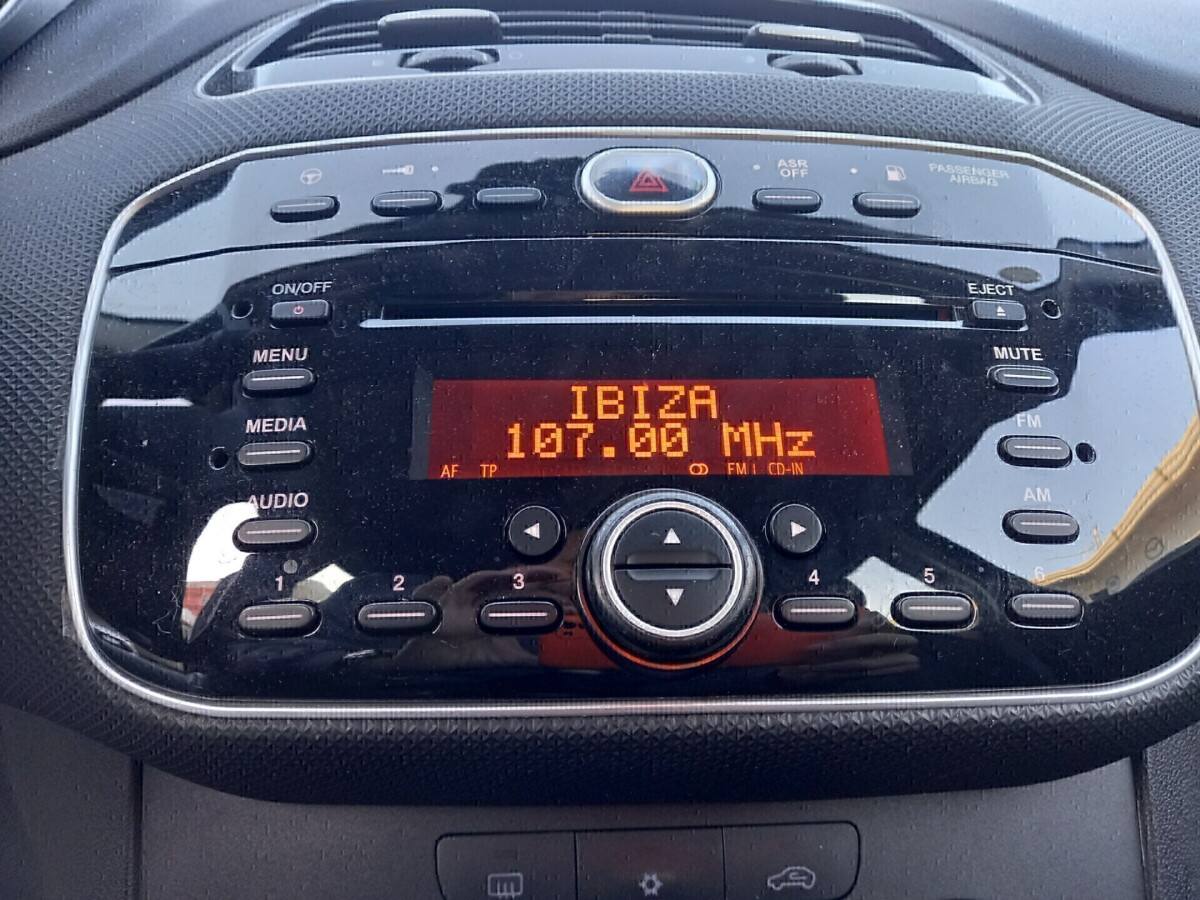 ASR
OFF
PASSENGER
AIRBAG
ON/OFF
EJECT
MENU
MUTE
MEDIA
FM
AUDIO
AM
IBIZA
107.00 MHz
AF TP FM I CD-IN
1 2 3 4 5 6